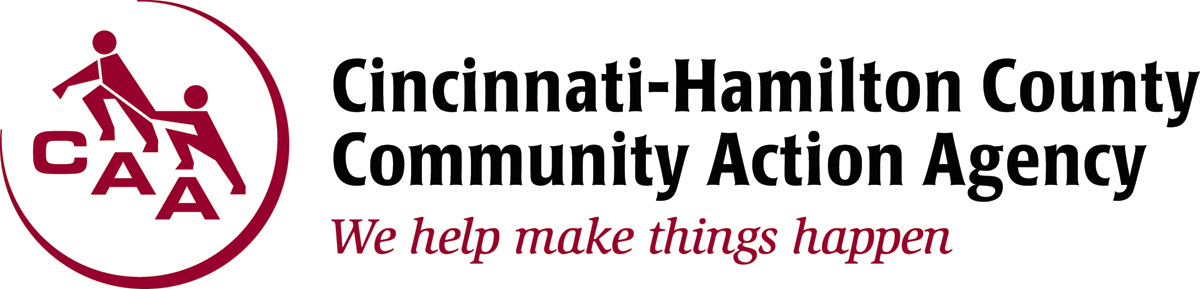 CAA
Cincinnati-Hamilton County
Community Action Agency
We help make things happen